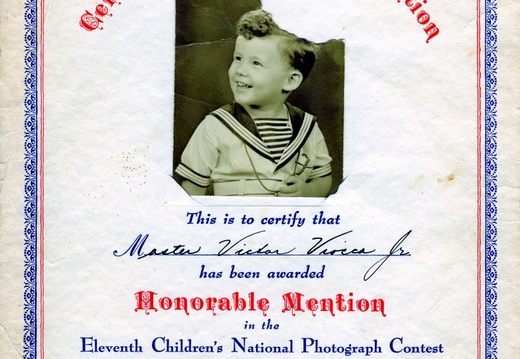 This is to certify that
Master Victor Viocca Jr.
has been awarded
Honorable Mention
in the
Eleventh Children's National Photograph Contest